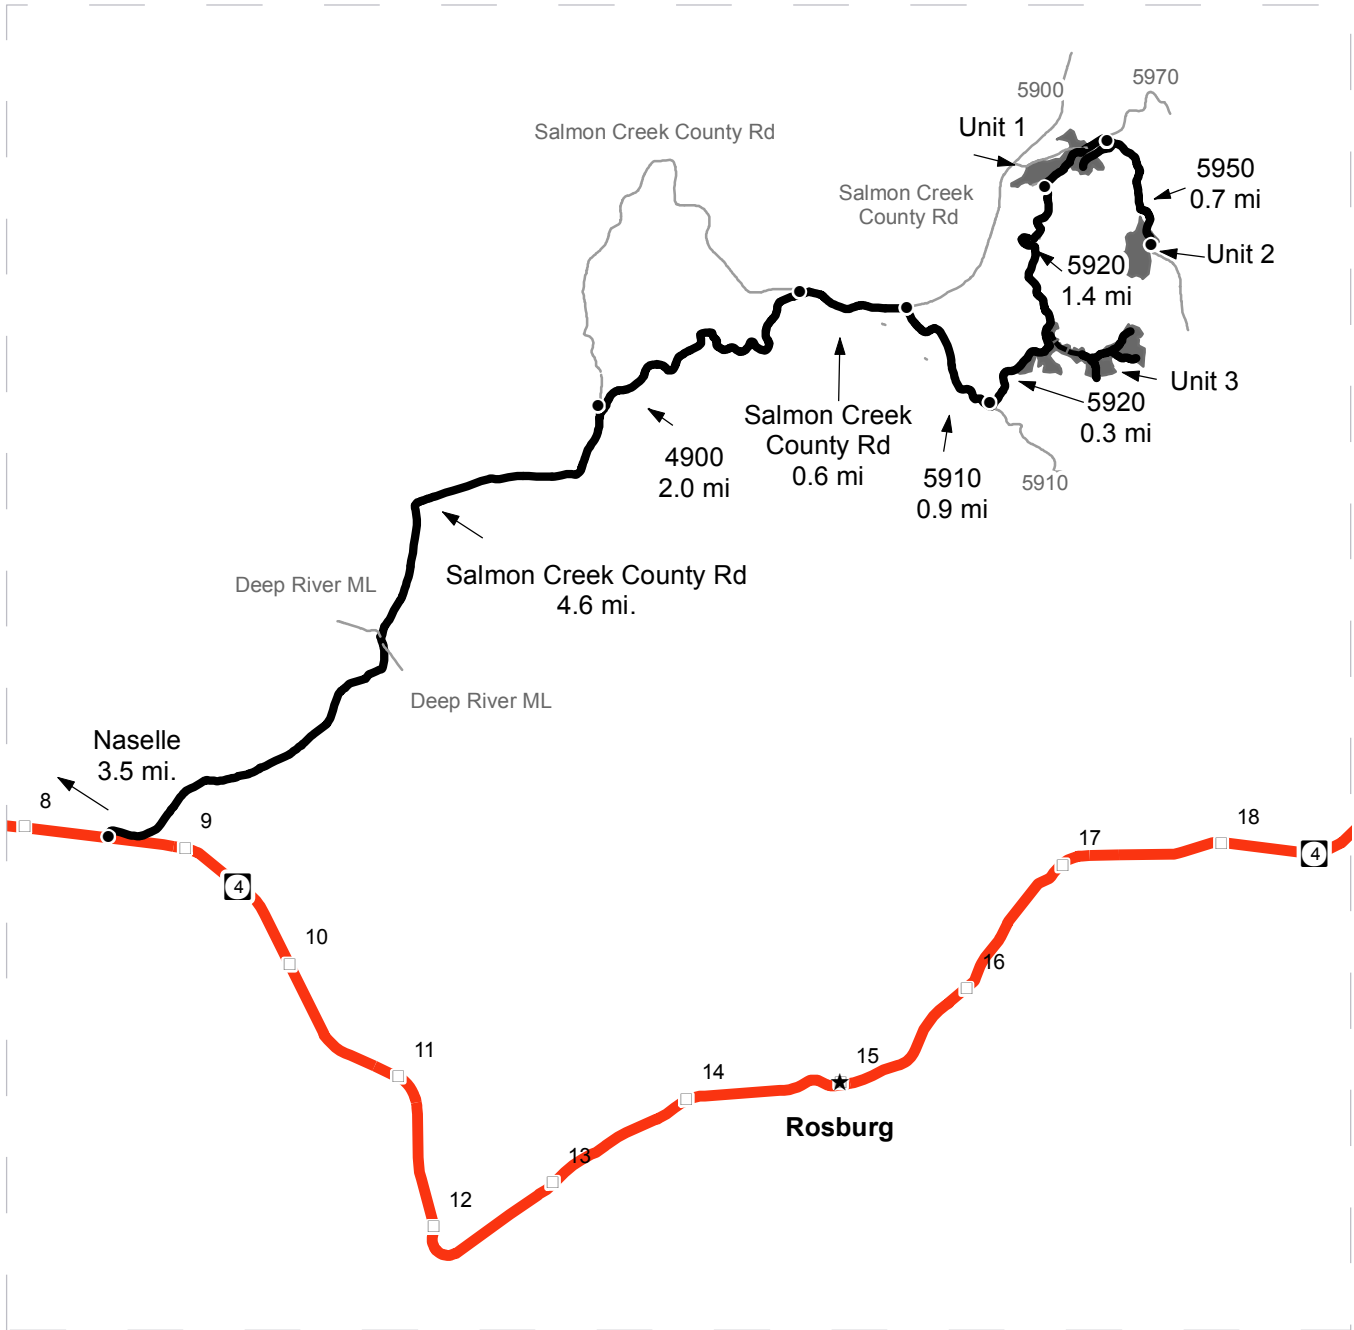 5970
5900
Unit 1
Salmon Creek County Rd
5950
0.7 mi
Salmon Creek
County Rd
Unit 2
5920
1.4 mi
Unit 3
5920
0.3 mi
Salmon Creek
County Rd
0.6 mi
4900
2.0 mi
5910
0.9 mi
5910
Salmon Creek County Rd
4.6 mi.
Deep River ML
Deep River ML
Naselle
3.5 mi.
8
9
4
10
11
12
13
14
15
Rosburg
16
17
18
4